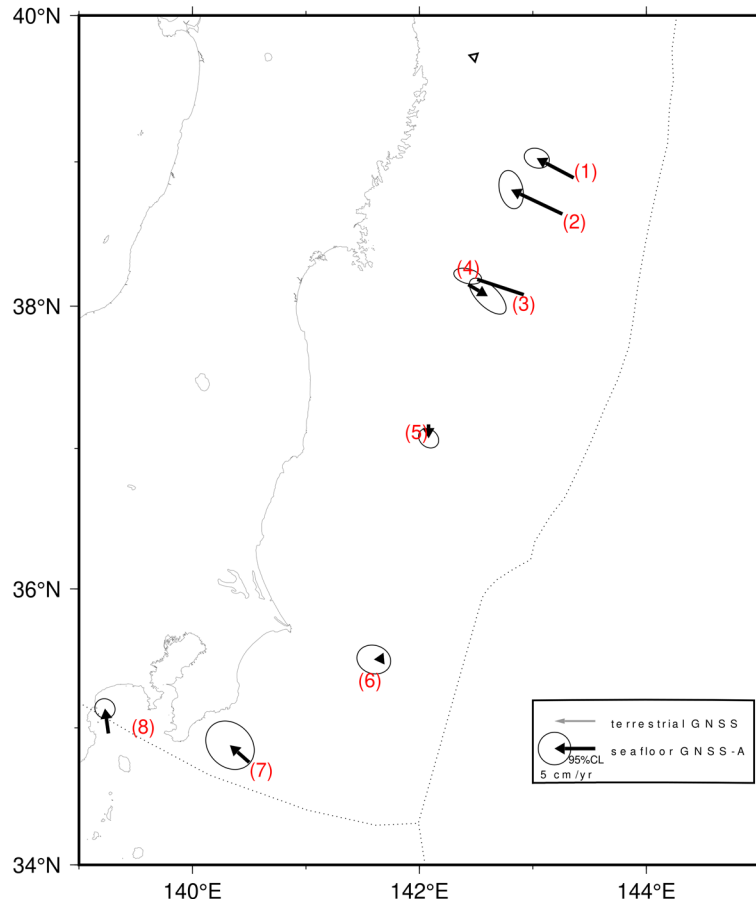 40°N
(1)
(2)
(4)
38°N
(3)
(5)
36°N
(6)
(8)
(7)
terrestrial GNSS
seafloor GNSS-A
95%CL
5 cm/yr
34°N
140°E
142°E
144°E